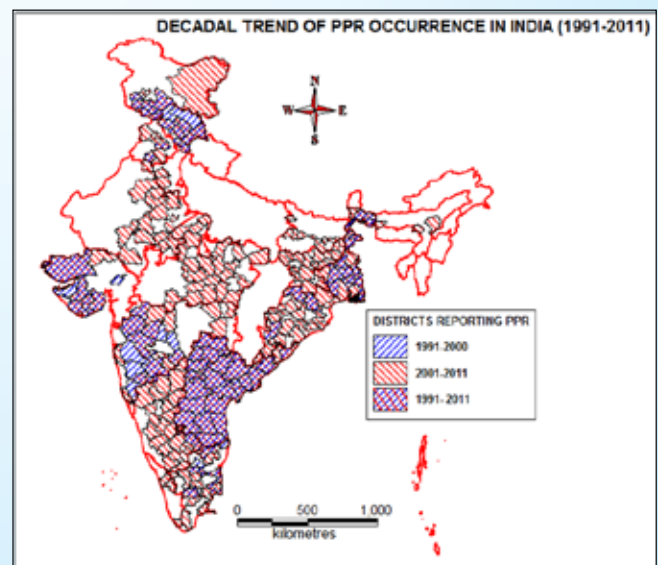 DECADAL TREND OF PPR OCCURRENCE IN INDIA (1991-2011)
N
W E
S
DISTRICTS REPORTING PPR
1991-2000
2001-2011
1991-2011
0 500 1,000
kilometres